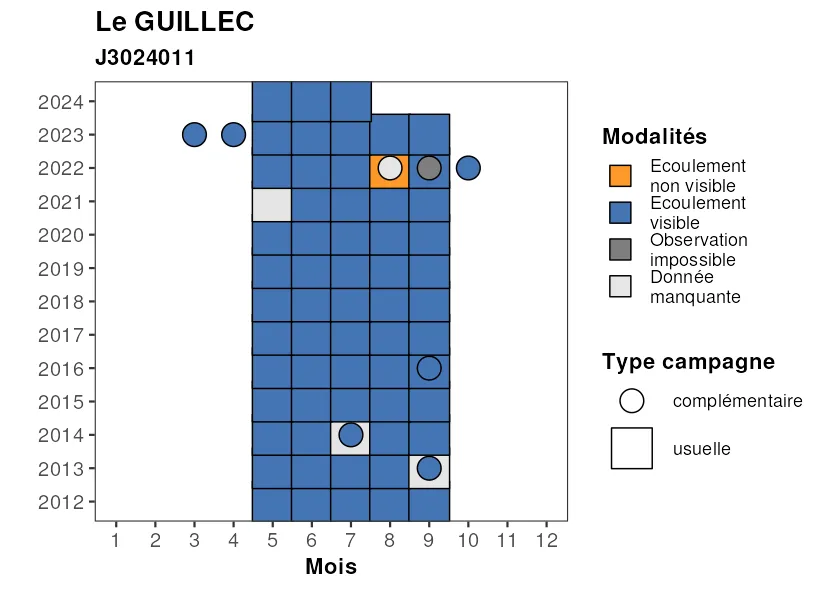 Le GUILLEC
J3024011
2024
2023
2022
2021
2020
2019
2018
2017
2016
2015
2014
2013
2012
1 2 3 4 5 6 7 8 9 10 11 12
Mois
Modalités
Ecoulement
non visible
Ecoulement
visible
Observation
impossible
Donnée
manquante
Type campagne
complémentaire
usuelle